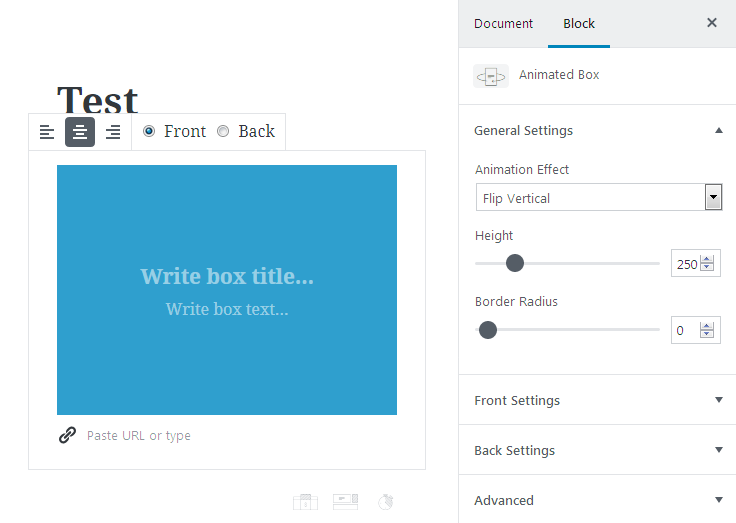 Test
Front Back
Write box title...
Write box text...
Paste URL or type
Document Block
Animated Box
General Settings
Animation Effect
Flip Vertical
Height
250
Border Radius
0
Front Settings
Back Settings
Advanced